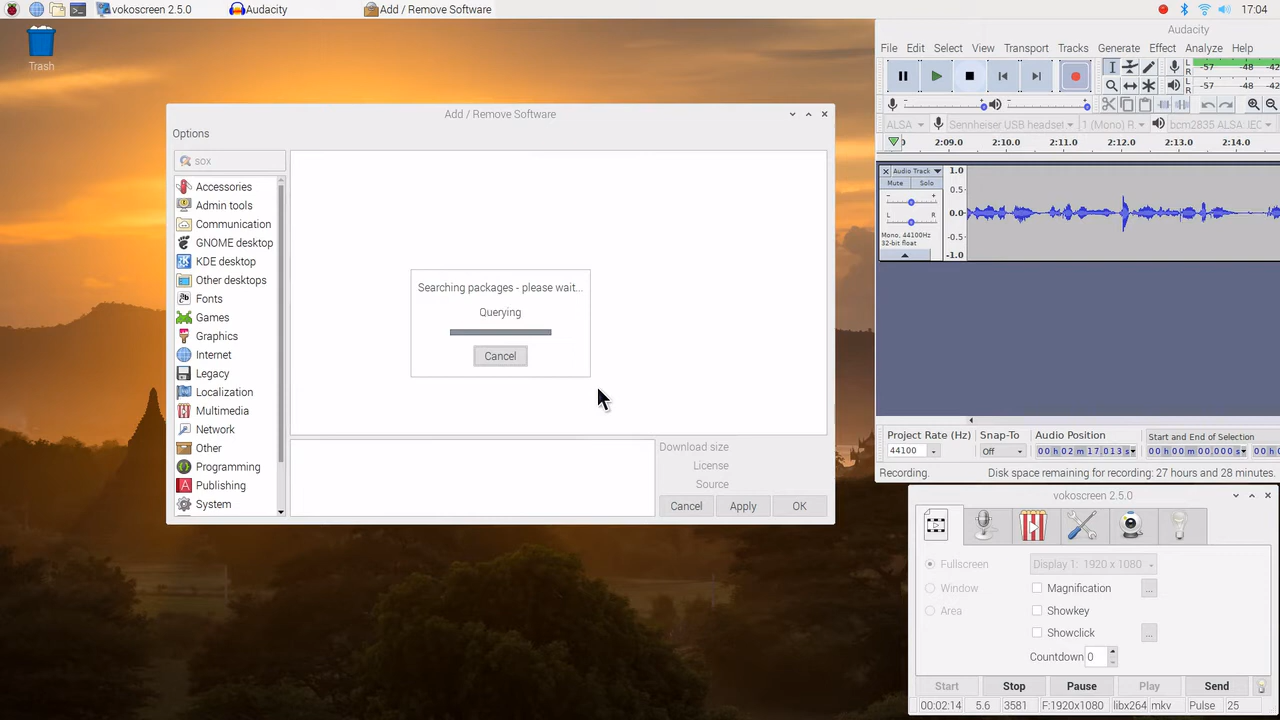 vokoscreen 2.5.0
Audacity
Add / Remove Software
17:04
Trash
Add / Remove Software
Options
sox
Accessories
Admin tools
Communication
GNOME desktop
KDE desktop
Other desktops
Fonts
Games
Graphics
Internet
Legacy
Localization
Multimedia
Network
Other
Programming
Publishing
System
Searching packages - please wait...
Querying
Cancel
Download size
License
Source
Cancel Apply OK
Audacity
File Edit Select View Transport Tracks Generate Effect Analyze Help
L R -57 -48 -42
L R -57 -48 -42
ALSA Sennheiser USB headset 1 (Mono) R. bcm2835 ALSA: IEC
2:09.0 2:10.0 2:11.0 2:12.0 2:13.0 2:14.0
Audio Track
Mute Solo
- +
L R
Mono, 44100Hz
32-bit float
1.0
0.5
0.0
-0.5
-1.0
Project Rate (Hz) Snap-To Audio Position Start and End of Selection
44100 Off 00 h 02 m 17.013 s 00 h 00 m 00.000 s 00 h
Recording. Disk space remaining for recording: 27 hours and 28 minutes.
vokoscreen 2.5.0
Fullscreen Display 1: 1920 x 1080
Window Magnification ...
Area Showkey
Showclick ...
Countdown 0
Start Stop Pause Play Send
00:02:14 5.6 3581 F:1920x1080 libx264 mkv Pulse 25